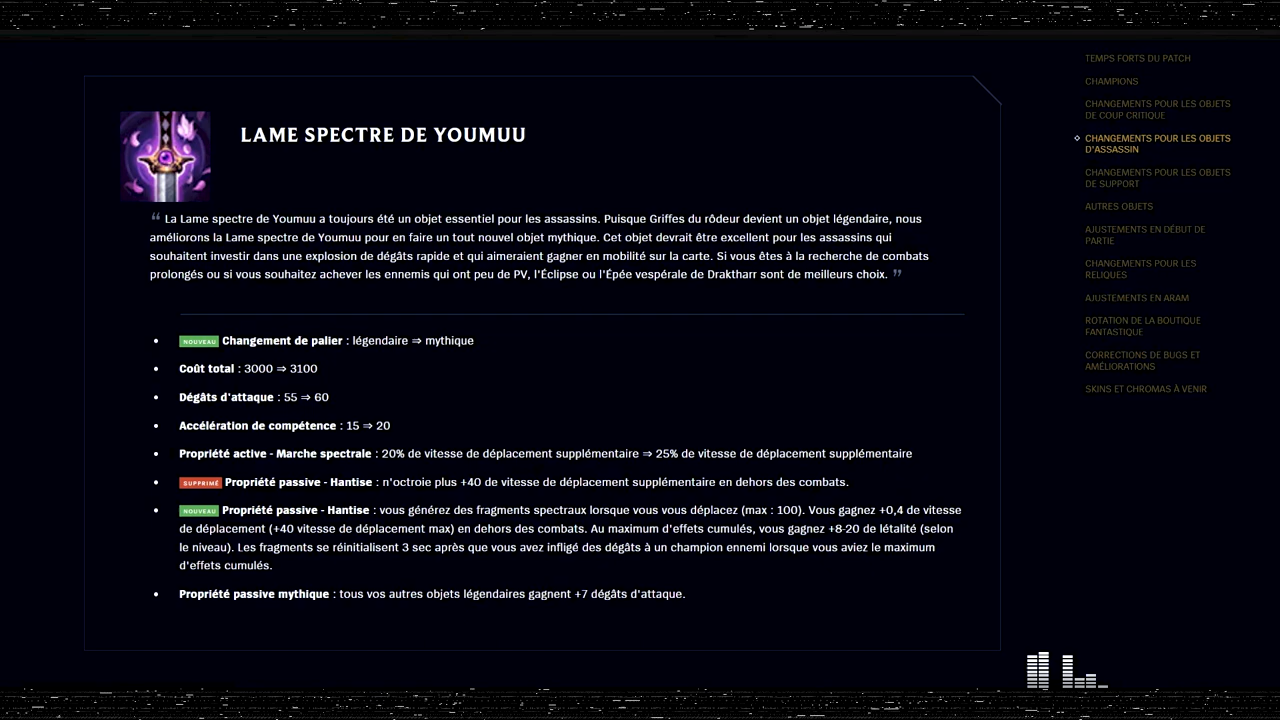 LAME SPECTRE DE YOUMUU
“ La Lame spectre de Youmuu a toujours été un objet essentiel pour les assassins. Puisque Griffes du rôdeur devient un objet légendaire, nous
améliorons la Lame spectre de Youmuu pour en faire un tout nouvel objet mythique. Cet objet devrait être excellent pour les assassins qui
souhaitent investir dans une explosion de dégâts rapide et qui aimeraient gagner en mobilité sur la carte. Si vous êtes à la recherche de combats
prolongés ou si vous souhaitez achever les ennemis qui ont peu de PV, l'Éclipse ou l'Épée vespérale de Draktharr sont de meilleurs choix. ”
• NOUVEAU Changement de palier : légendaire ⇒ mythique
• Coût total : 3000 ⇒ 3100
• Dégâts d'attaque : 55 ⇒ 60
• Accélération de compétence : 15 ⇒ 20
• Propriété active - Marche spectrale : 20% de vitesse de déplacement supplémentaire ⇒ 25% de vitesse de déplacement supplémentaire
• SUPPRIMÉ Propriété passive - Hantise : n'octroie plus +40 de vitesse de déplacement supplémentaire en dehors des combats.
• NOUVEAU Propriété passive - Hantise : vous générez des fragments spectraux lorsque vous vous déplacez (max : 100). Vous gagnez +0,4 de vitesse
de déplacement (+40 vitesse de déplacement max) en dehors des combats. Au maximum d'effets cumulés, vous gagnez +8-20 de létalité (selon
le niveau). Les fragments se réinitialisent 3 sec après que vous avez infligé des dégâts à un champion ennemi lorsque vous aviez le maximum
d'effets cumulés.
• Propriété passive mythique : tous vos autres objets légendaires gagnent +7 dégâts d'attaque.
TEMPS FORTS DU PATCH
CHAMPIONS
CHANGEMENTS POUR LES OBJETS
DE COUP CRITIQUE
CHANGEMENTS POUR LES OBJETS
D'ASSASSIN
CHANGEMENTS POUR LES OBJETS
DE SUPPORT
AUTRES OBJETS
AJUSTEMENTS EN DÉBUT DE
PARTIE
CHANGEMENTS POUR LES
RELIQUES
AJUSTEMENTS EN ARAM
ROTATION DE LA BOUTIQUE
FANTASTIQUE
CORRECTIONS DE BUGS ET
AMÉLIORATIONS
SKINS ET CHROMAS À VENIR